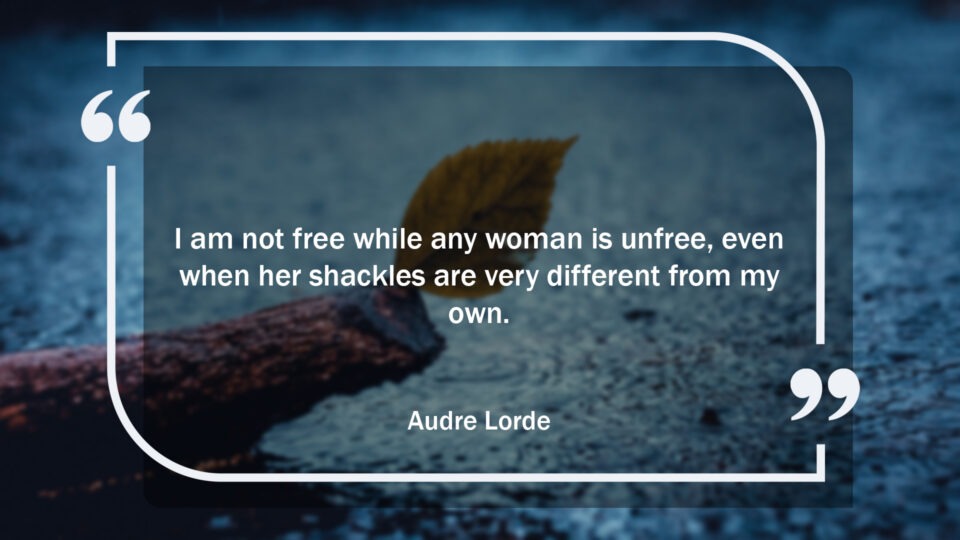 I am not free while any woman is unfree, even
when her shackles are very different from my
own.
Audre Lorde